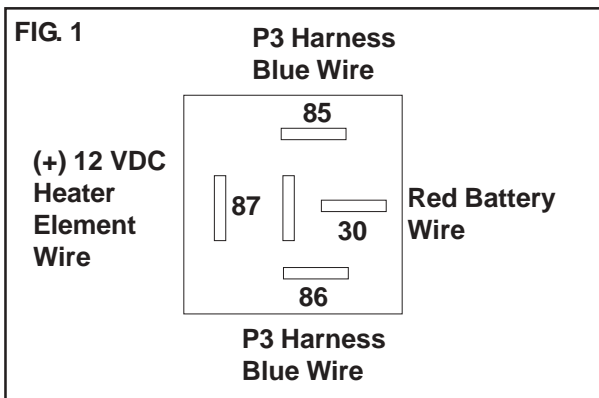 FIG. 1
P3 Harness
Blue Wire
85
(+) 12 VDC
Heater
Element
Wire
87
30
Red Battery
Wire
86
P3 Harness
Blue Wire